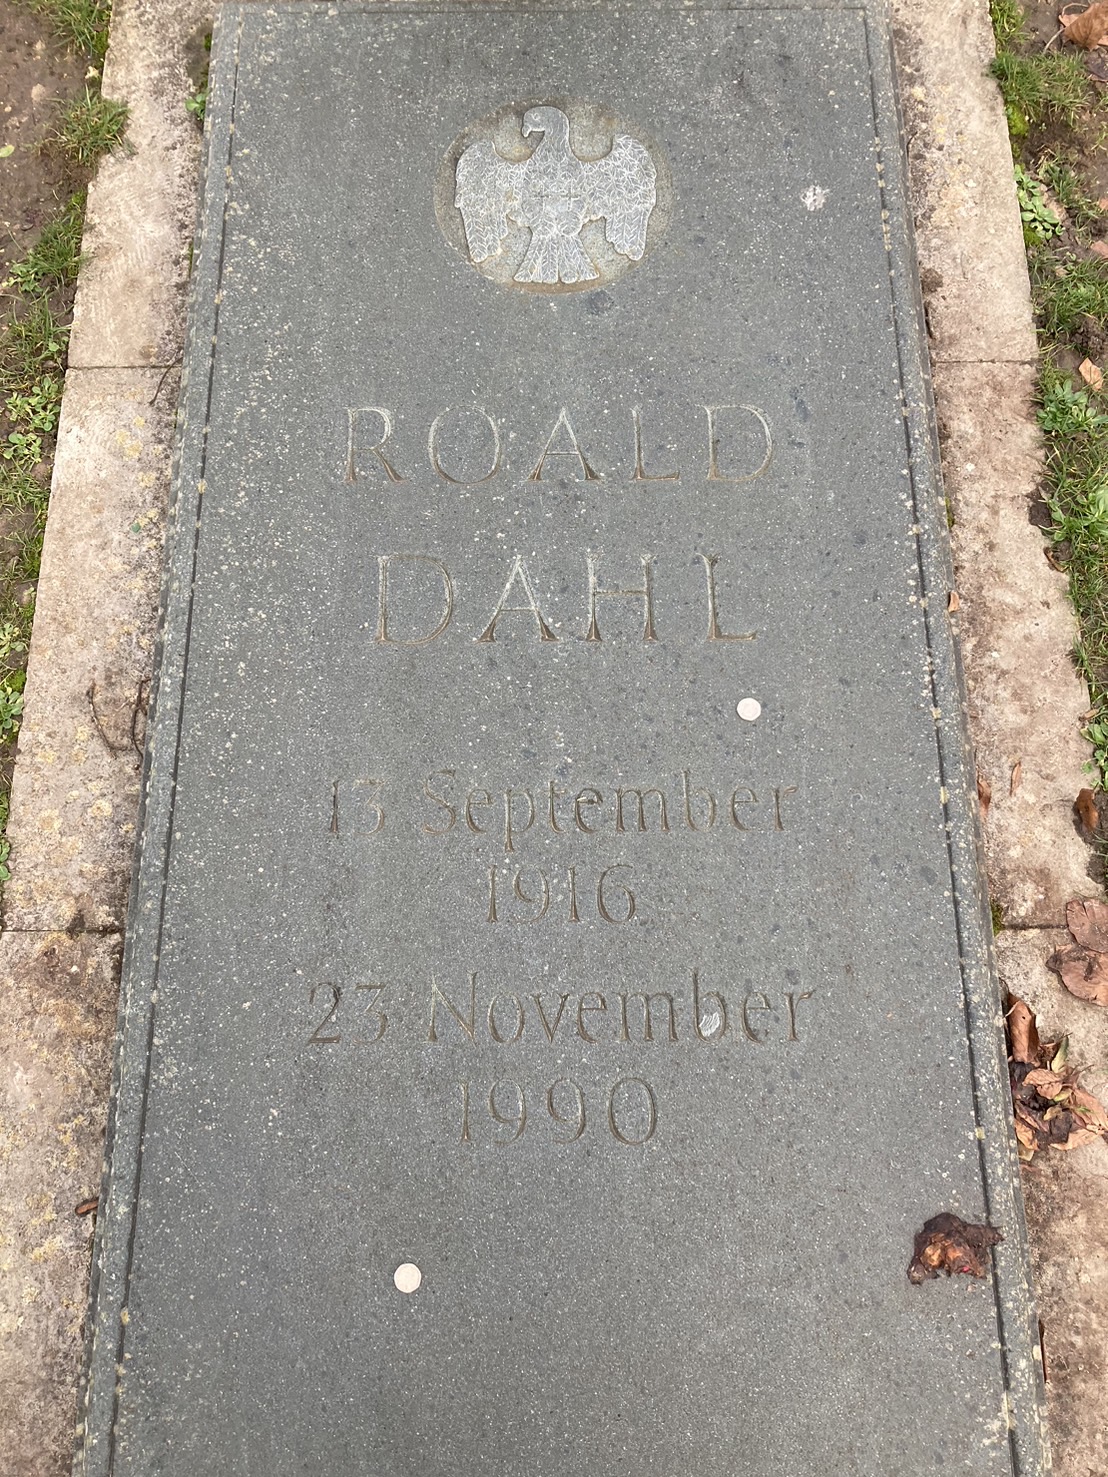 ROALD
DAHL
13 September
1916
23 November
1990